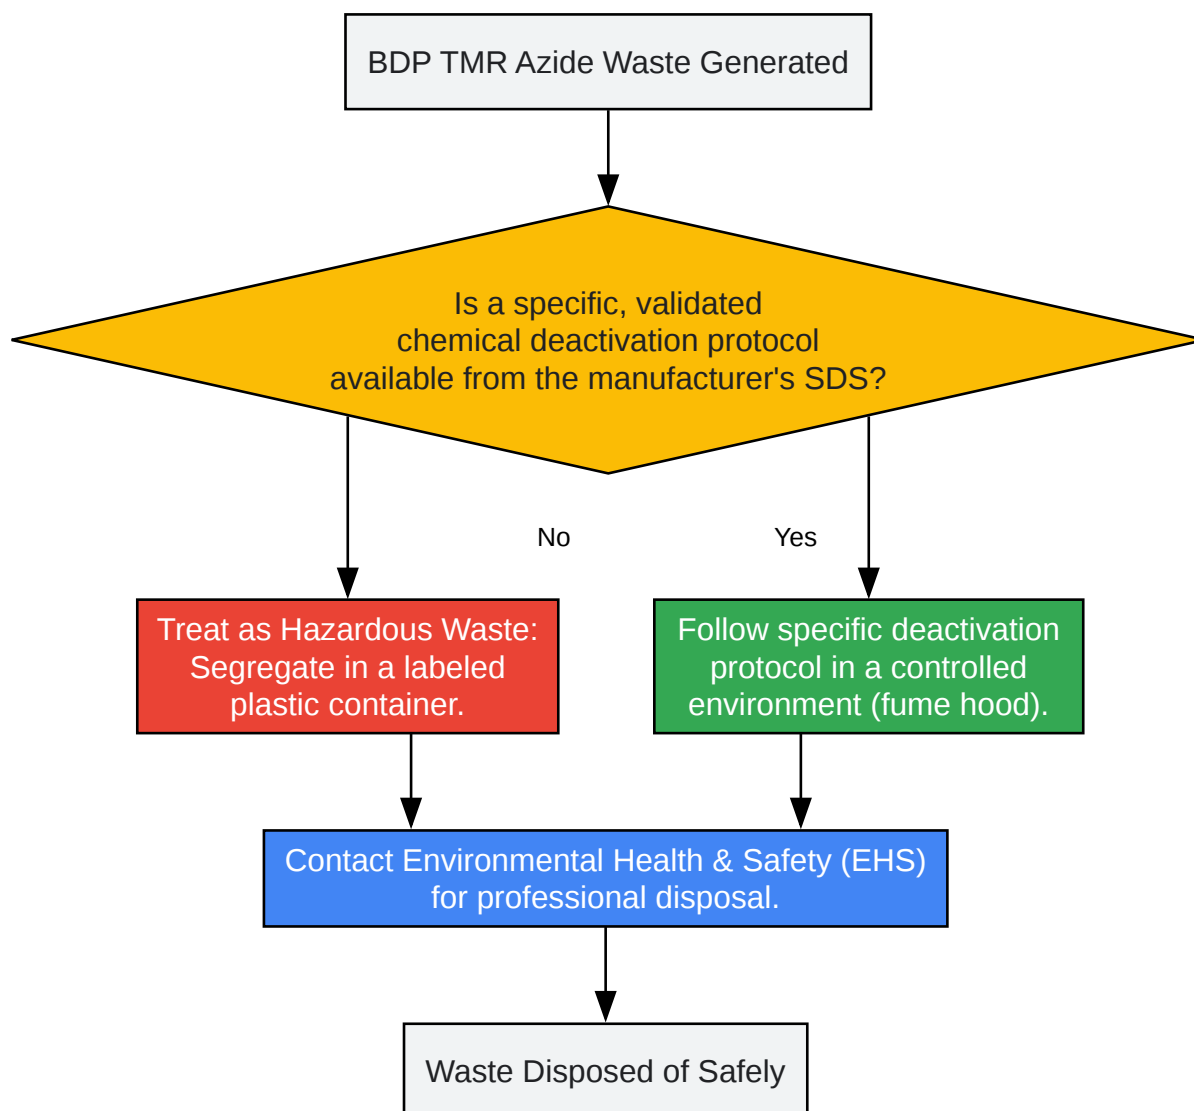 BDP TMR Azide Waste Generated
Is a specific, validated
chemical deactivation protocol
available from the manufacturer's SDS?
No
Yes
Treat as Hazardous Waste:
Segregate in a labeled
plastic container.
Follow specific deactivation
protocol in a controlled
environment (fume hood).
Contact Environmental Health & Safety (EHS)
for professional disposal.
Waste Disposed of Safely